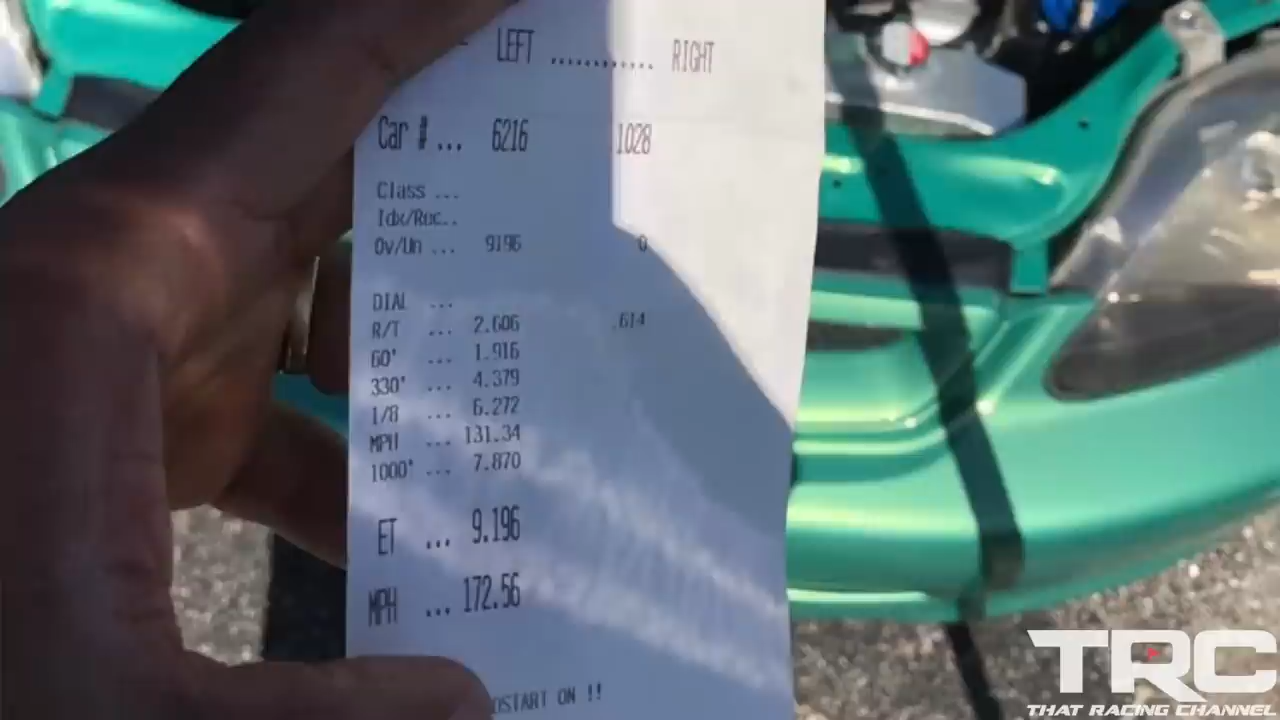 LEFT ............ RIGHT
Car # ... 6216 1028
Class ...
Idx/Ruc..
Ov/Un ... 9196 0
DIAL ...
R/T ... 2.606 .614
60' ... 1.916
330' ... 4.379
1/8 ... 6.272
MPH ... 131.34
1000' ... 7.870
ET ... 9.196
MPH ... 172.56
OSTART ON !!
TRC
THAT RACING CHANNEL